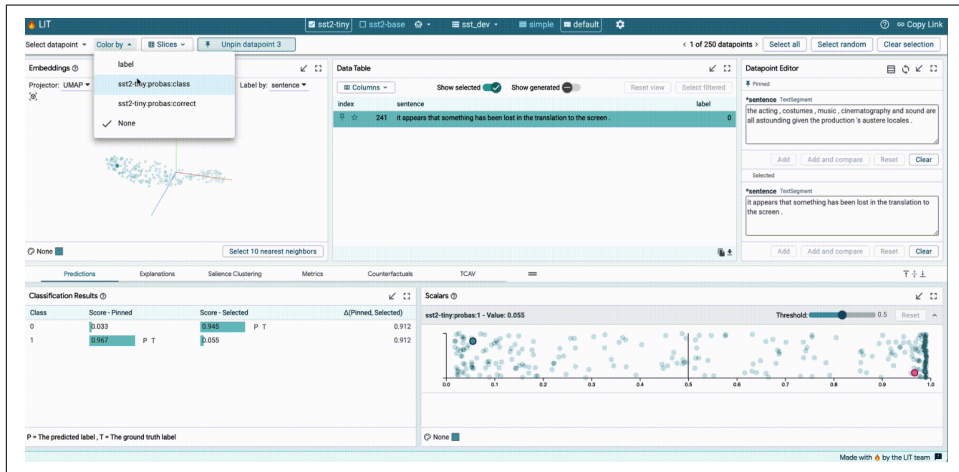 LIT
sst2-tiny sst2-base sst_dev simple default Copy Link
Select datapoint Color by Slices Unpin datapoint 3 1 of 250 datapoints Select all Select random Clear selection
label
sst2-tiny:probas:class
sst2-tiny:probas:correct
None
Embeddings
Projector: UMAP Label by: sentence
None Select 10 nearest neighbors
Data Table
Columns Show selected Show generated Reset view Select filtered
index sentence label
241 it appears that something has been lost in the translation to the screen . 0
Datapoint Editor
Pinned
*sentence TextSegment
the acting , costumes , music , cinematography and sound are
all astounding given the production 's austere locales .
Add Add and compare Reset Clear
Selected
*sentence TextSegment
it appears that something has been lost in the translation to
the screen .
Add Add and compare Reset Clear
Predictions Explanations Salience Clustering Metrics Counterfactuals TCAV
Classification Results
Class Score - Pinned Score - Selected Δ(Pinned, Selected)
0 0.033 0.945 P T 0.912
1 0.967 P T 0.055 0.912
P = The predicted label , T = The ground truth label
Scalars
sst2-tiny:probas:1 - Value: 0.055 Threshold: 0.5 Reset
0.0 0.1 0.2 0.3 0.4 0.5 0.6 0.7 0.8 0.9 1.0
None
Made with by the LIT team